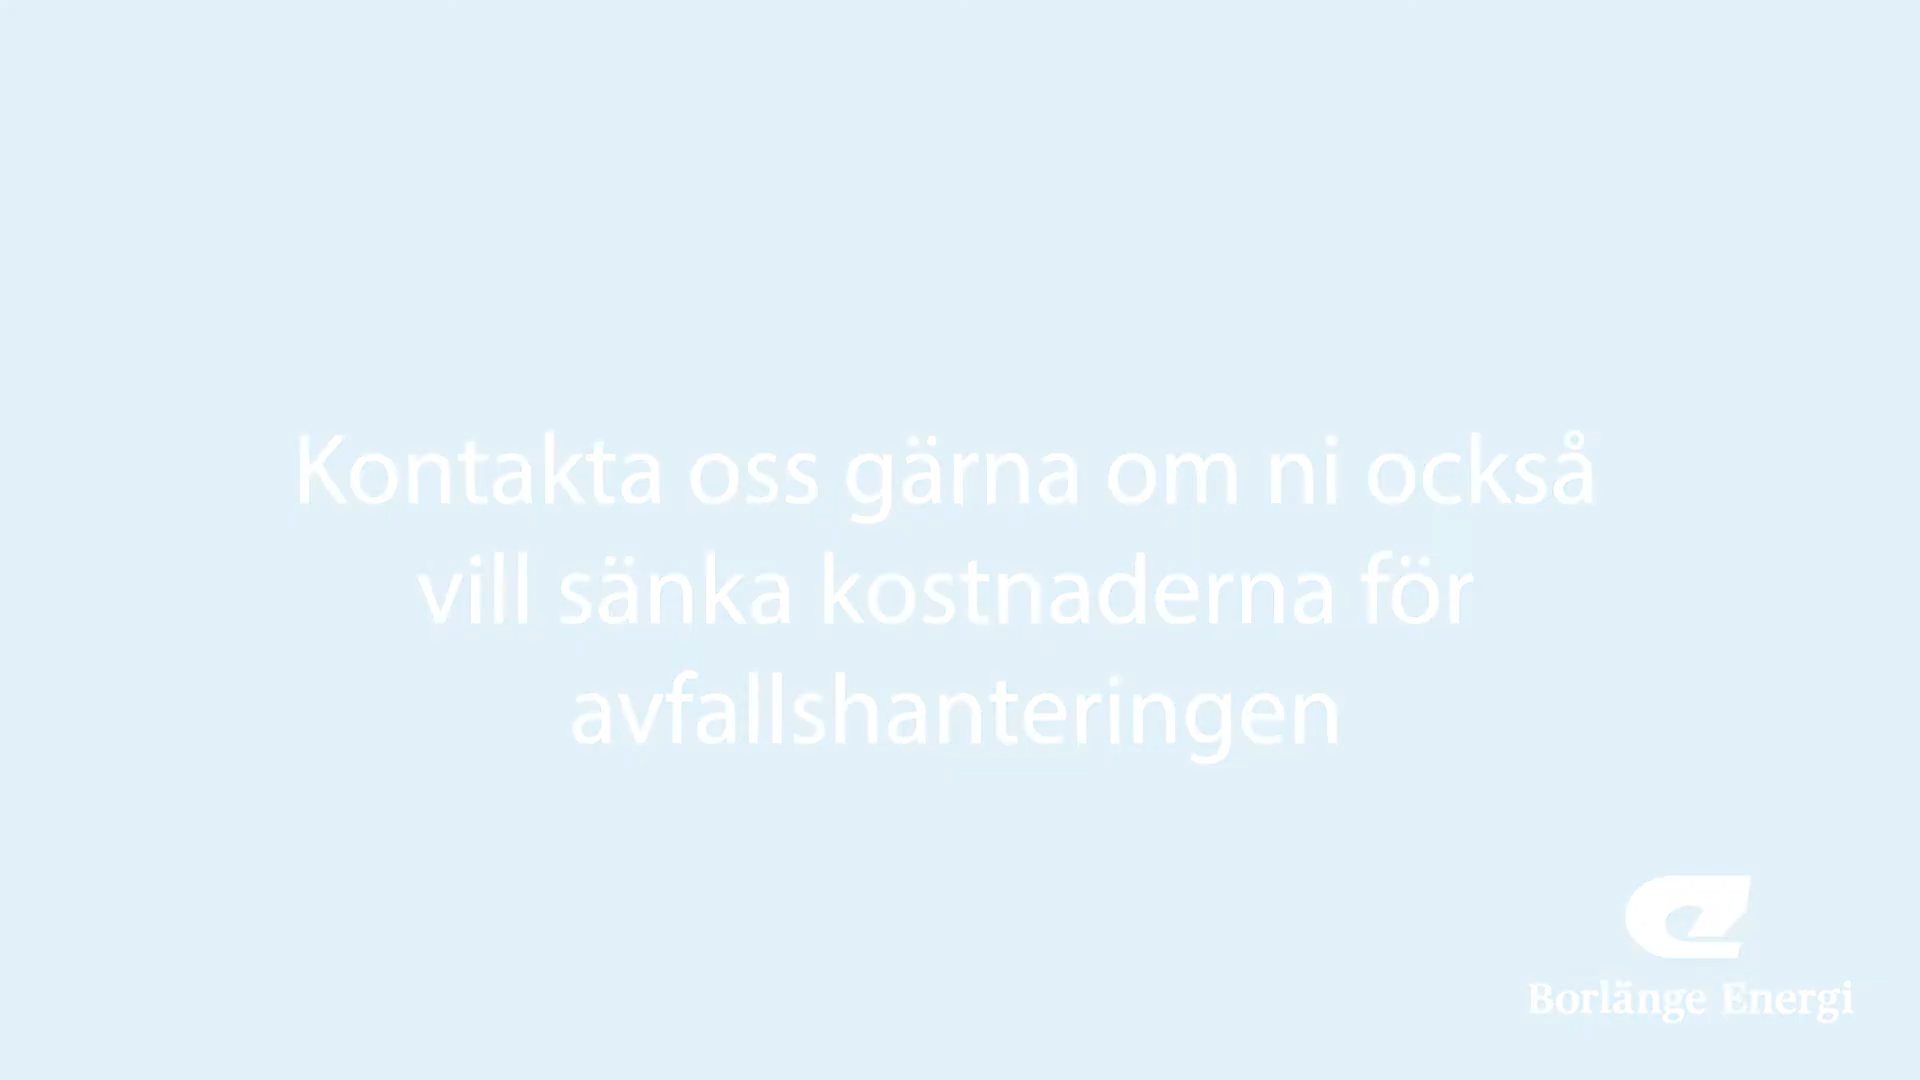 Kontakta oss gärna om ni också
vill sänka kostnaderna för
avfallshanteringen
Borlänge Energi